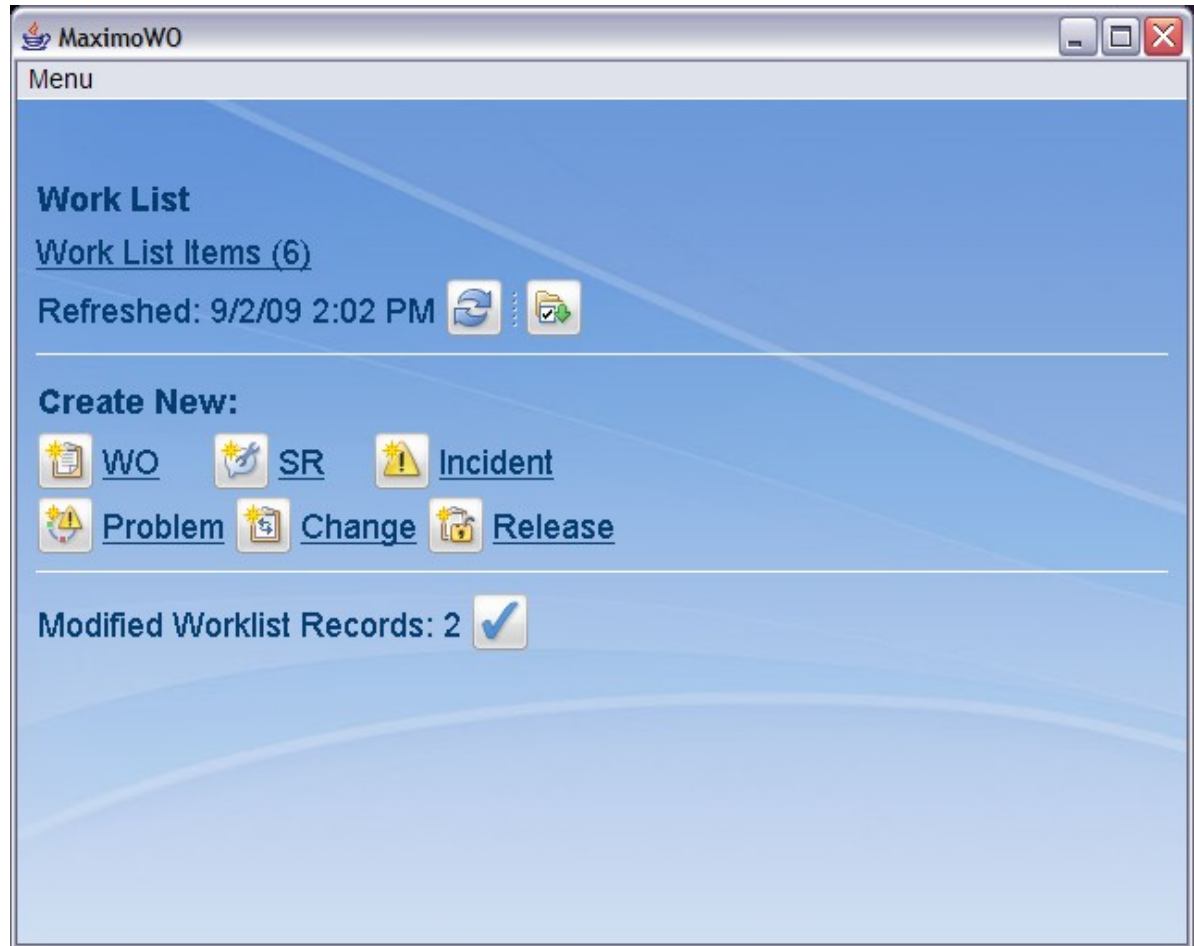 MaximoWO
Menu
Work List
Work List Items (6)
Refreshed: 9/2/09 2:02 PM
Create New:
WO SR Incident
Problem Change Release
Modified Worklist Records: 2